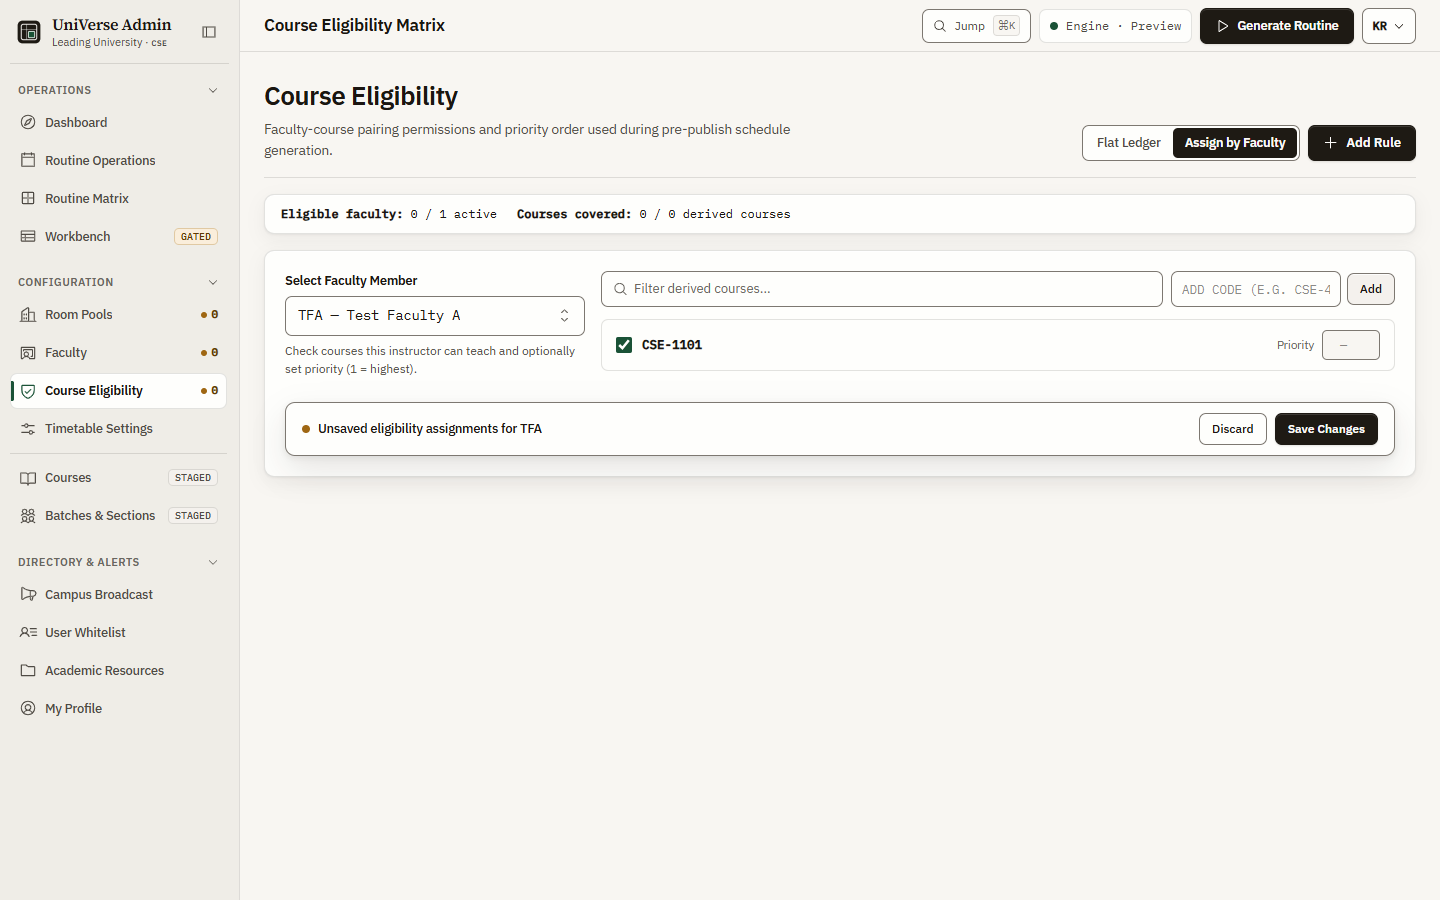 UniVerse Admin
Leading University · CSE
Course Eligibility Matrix
Jump ⌘K
Engine · Preview
Generate Routine
KR
OPERATIONS
Dashboard
Routine Operations
Routine Matrix
Workbench GATED
CONFIGURATION
Room Pools 0
Faculty 0
Course Eligibility 0
Timetable Settings
Courses STAGED
Batches & Sections STAGED
DIRECTORY & ALERTS
Campus Broadcast
User Whitelist
Academic Resources
My Profile
Course Eligibility
Faculty-course pairing permissions and priority order used during pre-publish schedule
generation.
Flat Ledger Assign by Faculty
Add Rule
Eligible faculty: 0 / 1 active Courses covered: 0 / 0 derived courses
Select Faculty Member
TFA — Test Faculty A
Check courses this instructor can teach and optionally
set priority (1 = highest).
Filter derived courses...
ADD CODE (E.G. CSE-4
Add
CSE-1101
Priority —
Unsaved eligibility assignments for TFA
Discard
Save Changes